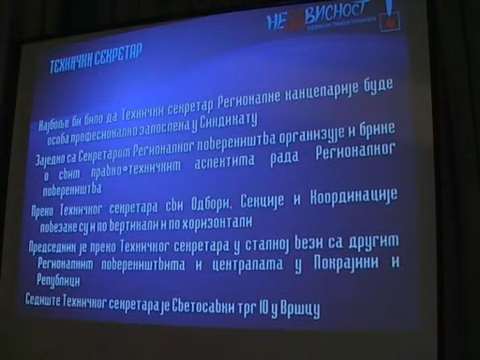 НЕЗАВИСНОСТ
ТЕХНИЧКИ СЕКРЕТАР
Најбоље би било да Технички секретар Регионалне канцеларије буде
особа професионално запослена у Синдикату
Заједно са Секретаром Регионалног повереништва организује и брине
о свим правно-техничким аспектима рада Регионалног
повереништва
Преко Техничког секретара сви Одбори, Секције и Координације
повезане су и по вертикали и по хоризонтали
Председник је преко Техничког секретара у сталној вези са другим
Регионалним повереништвима и централама у Покрајини и
Републици
Седиште Техничког секретара је Светосавки трг 10 у Вршцу